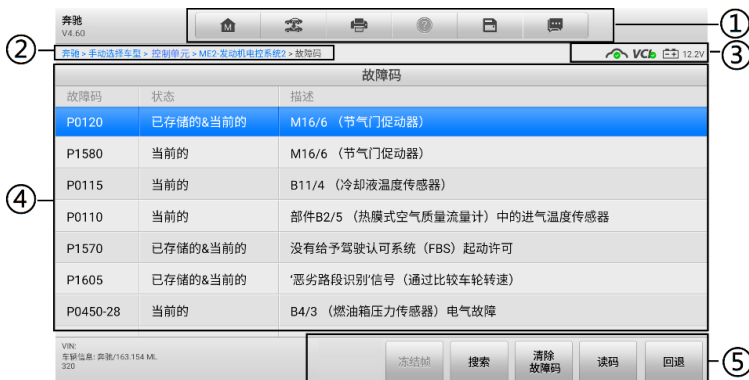 奔驰
V4.60
M
?
①
②
奔驰 > 手动选择车型 > 控制单元 > ME2-发动机电控系统2 > 故障码
VCI
12.2V
③
故障码
故障码 状态 描述
P0120 已存储的&当前的 M16/6 （节气门促动器）
P1580 当前的 M16/6 （节气门促动器）
P0115 当前的 B11/4 （冷却液温度传感器）
④
P0110 当前的 部件B2/5 （热膜式空气质量流量计）中的进气温度传感器
P1570 已存储的&当前的 没有给予驾驶认可系统（FBS）起动许可
P1605 已存储的&当前的 '恶劣路段识别'信号（通过比较车轮转速）
P0450-28 当前的 B4/3 （燃油箱压力传感器）电气故障
VIN:
车辆信息: 奔驰/163.154 ML
320
冻结帧
搜索
清除
故障码
读码
回退
⑤